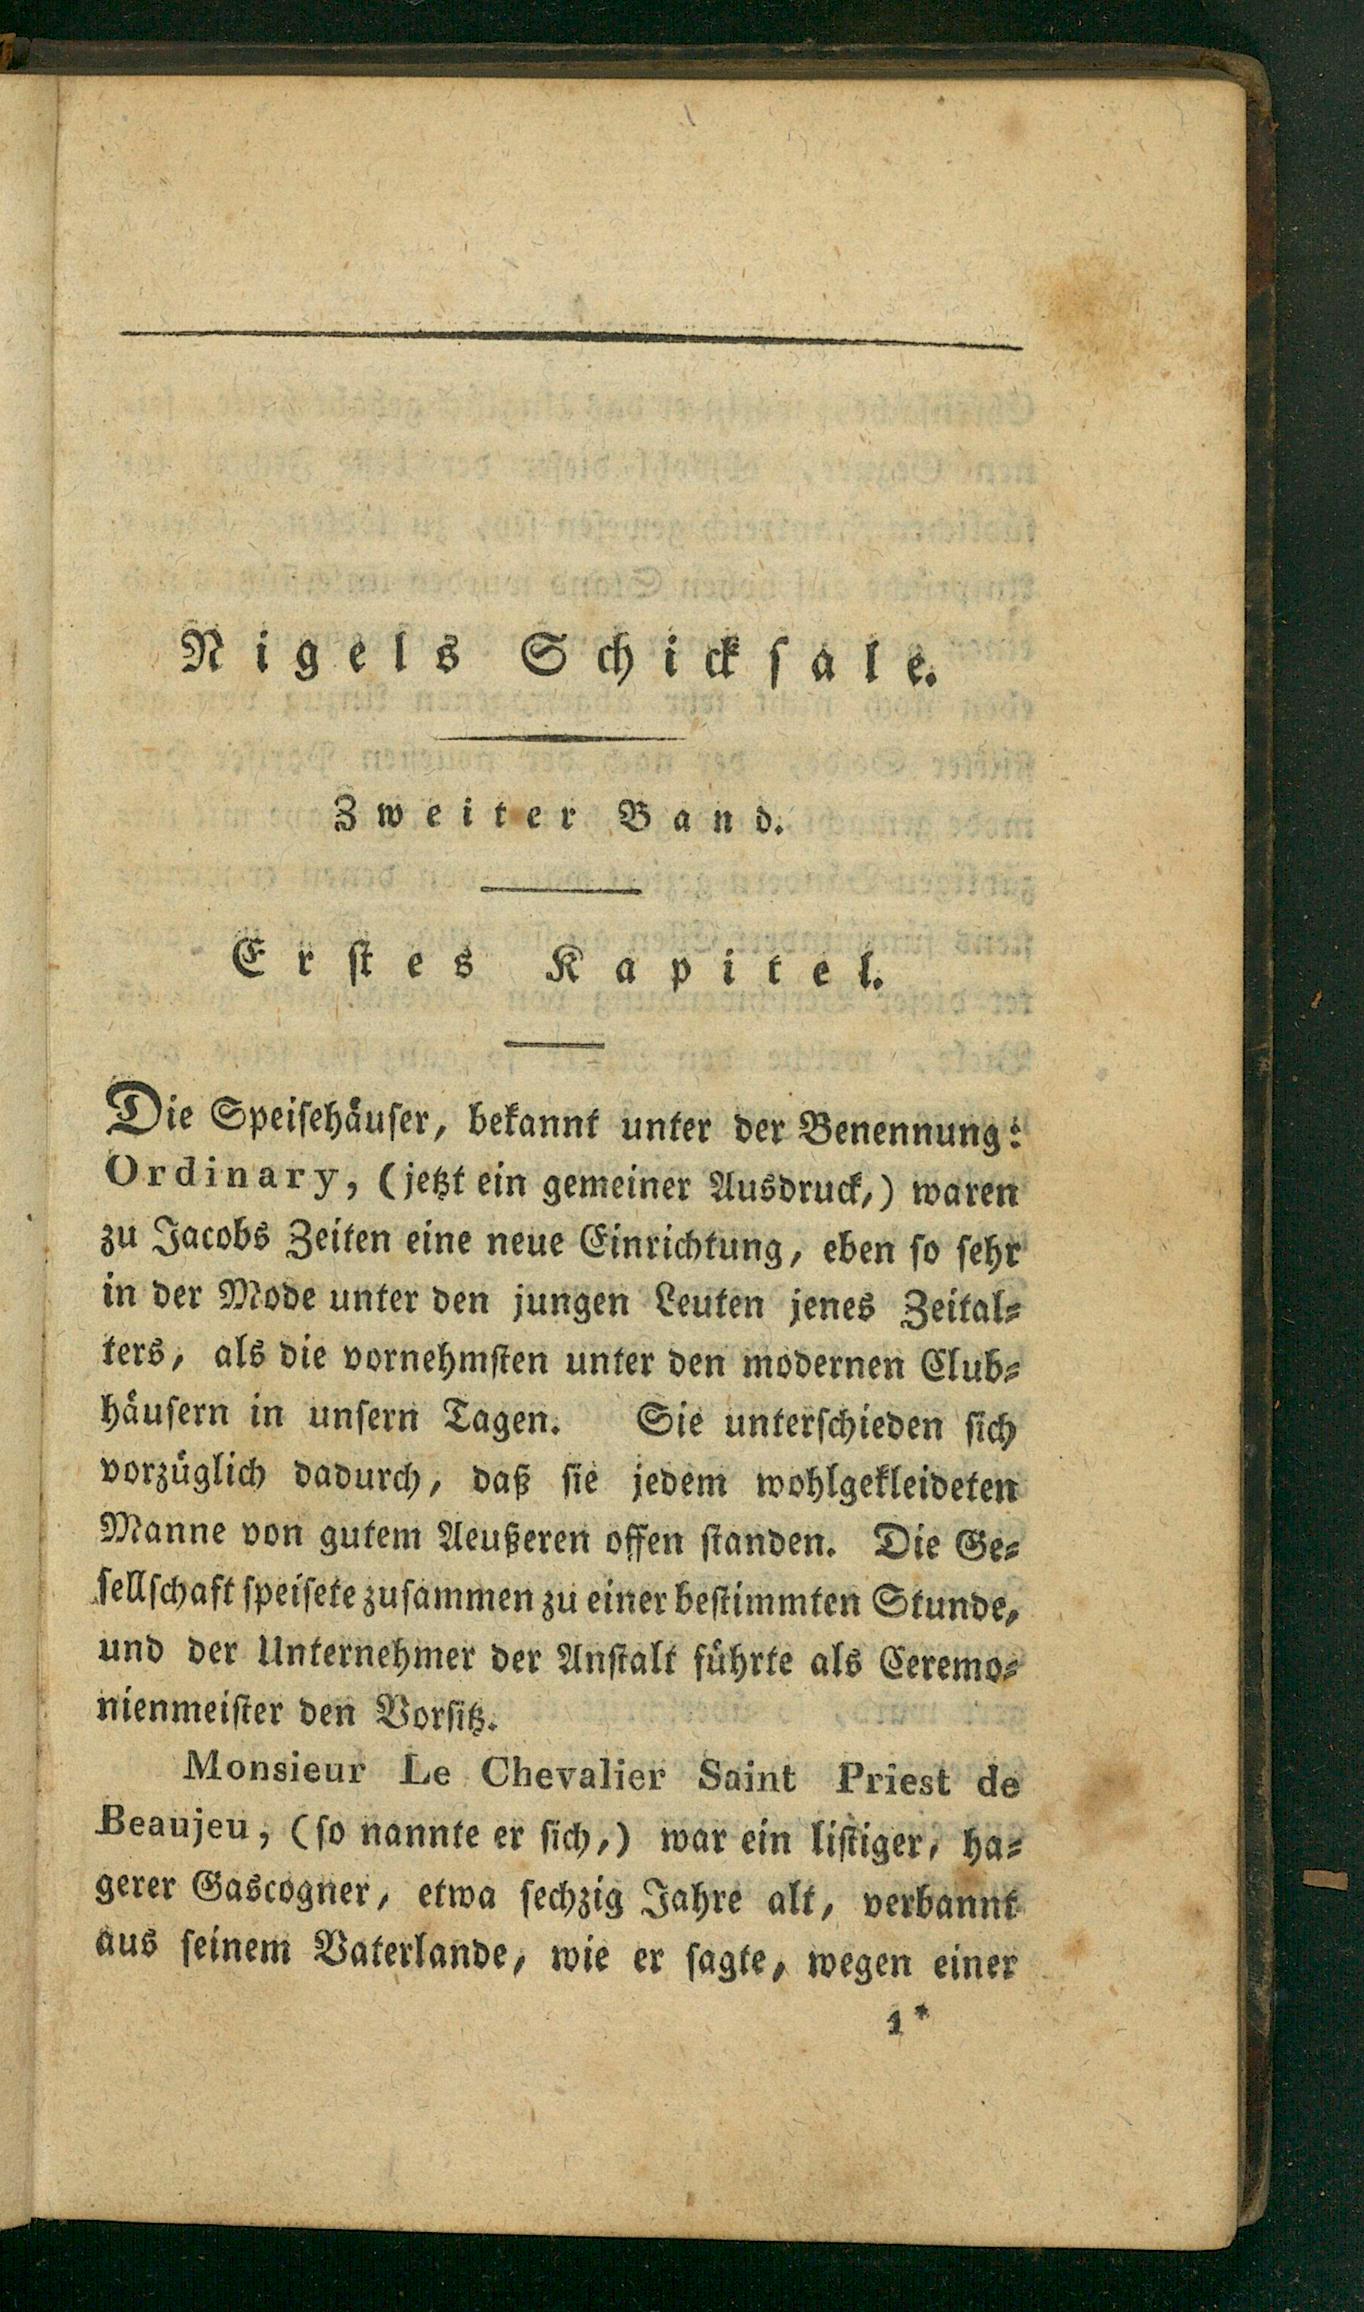 Nigels Schicksale.
Zweiter Band.
Erstes Kapitel.
Die Speisehäuser, bekannt unter der Benennung:
Ordinary, (jetzt ein gemeiner Ausdruck,) waren
zu Jacobs Zeiten eine neue Einrichtung, eben so sehr
in der Mode unter den jungen Leuten jenes Zeital-
ters, als die vornehmsten unter den modernen Club-
häusern in unsern Tagen. Sie unterschieden sich
vorzüglich dadurch, daß sie jedem wohlgekleideten
Manne von gutem Aeußeren offen standen. Die Ge-
sellschaft speisete zusammen zu einer bestimmten Stunde,
und der Unternehmer der Anstalt führte als Ceremo-
nienmeister den Vorsitz.
Monsieur Le Chevalier Saint Priest de
Beaujeu, (so nannte er sich,) war ein listiger, ha-
gerer Gascogner, etwa sechzig Jahre alt, verbannt
aus seinem Vaterlande, wie er sagte, wegen einer
1*